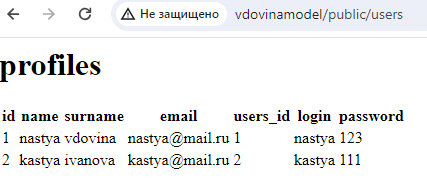 Не защищено vdovinamodel/public/users
profiles
id name surname email users_id login password
1 nastya vdovina nastya@mail.ru 1 nastya 123
2 kastya ivanova kastya@mail.ru 2 kastya 111